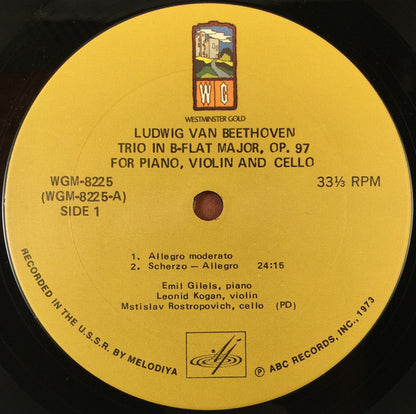 WG
WESTMINSTER GOLD
LUDWIG VAN BEETHOVEN
TRIO IN B-FLAT MAJOR, OP. 97
FOR PIANO, VIOLIN AND CELLO
WGM-8225
(WGM-8225-A)
SIDE 1
33⅓ RPM
1. Allegro moderato
2. Scherzo — Allegro 24:15
Emil Gilels, piano
Leonid Kogan, violin
Mstislav Rostropovich, cello (PD)
RECORDED IN THE U.S.S.R. BY MELODIYA
Ⓟ ABC RECORDS, INC., 1973